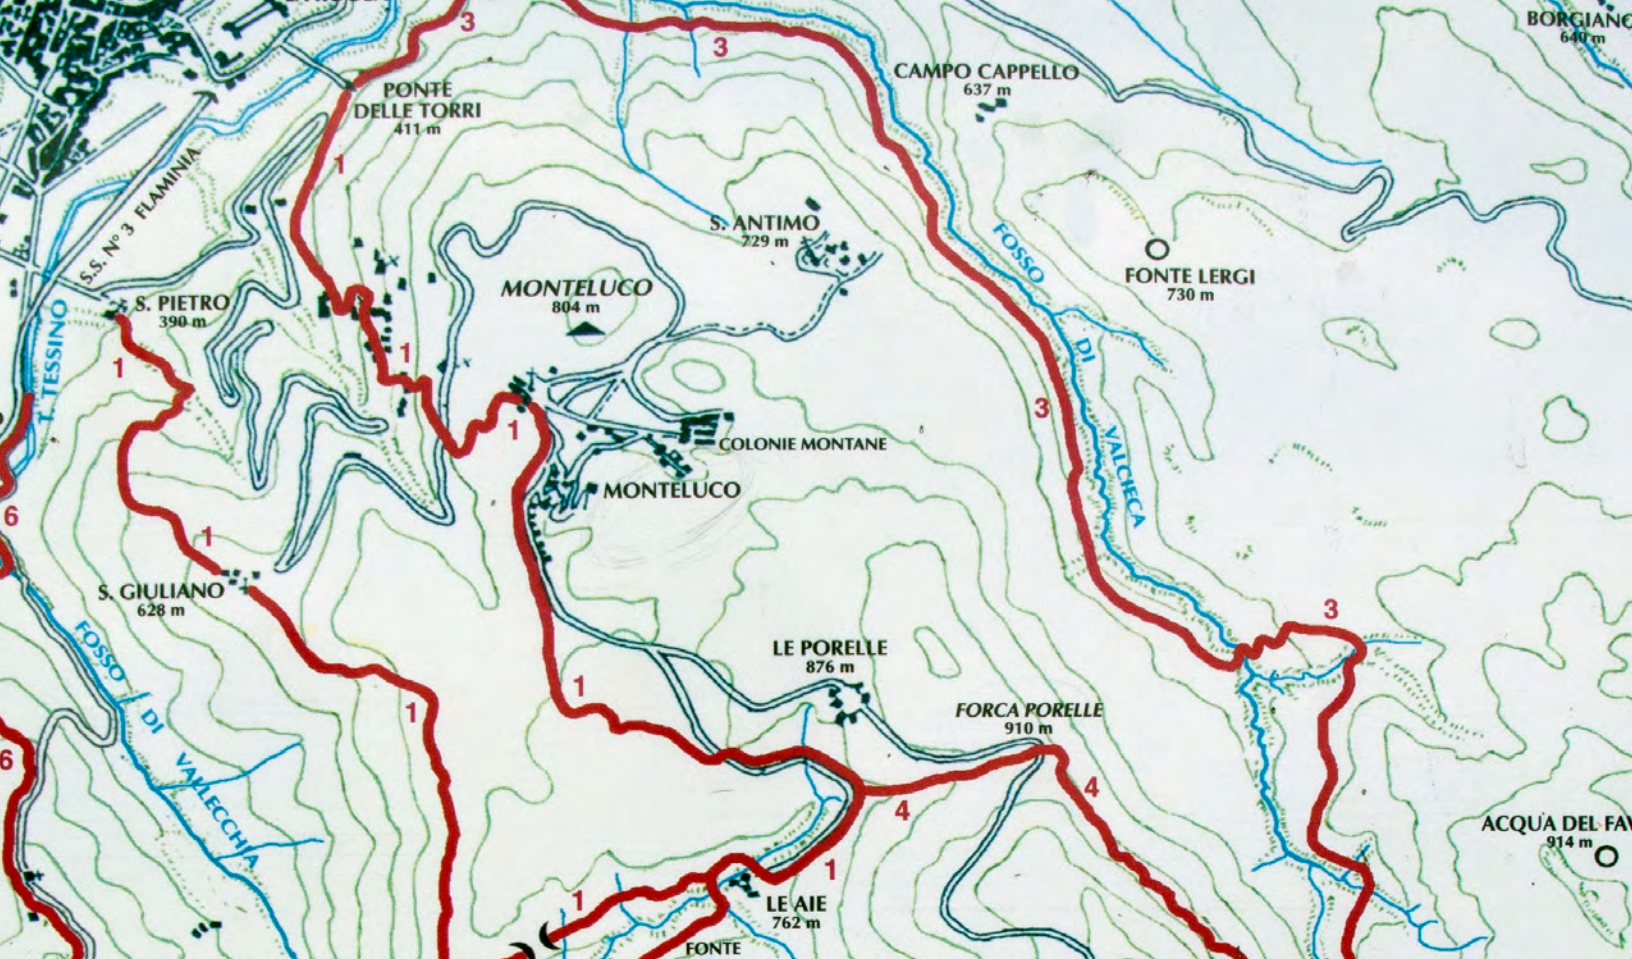 3
3
BORGIANO
640 m
CAMPO CAPPELLO
637 m
PONTE
DELLE TORRI
411 m
1
S.S. N° 3 FLAMINIA
S. ANTIMO
729 m
FOSSO
DI
VALCIECA
FONTE LERGI
730 m
MONTELUCO
804 m
S. PIETRO
390 m
T. TESSINO
1
1
3
1
COLONIE MONTANE
MONTELUCO
6
1
S. GIULIANO
628 m
3
FOSSO
DI
VALLECCHIA
LE PORELLE
876 m
1
1
FORCA PORELLE
910 m
6
4
4
ACQUA DEL FAV
914 m
1
1
LE AIE
762 m
FONTE